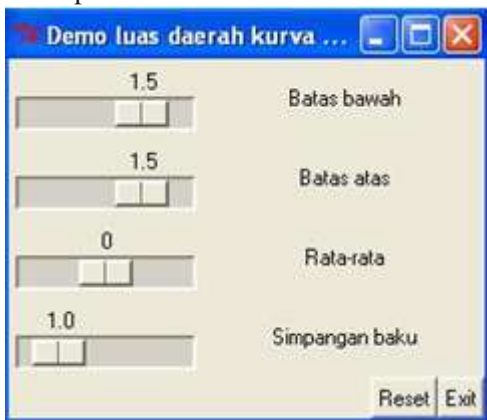 Demo luas daerah kurva ...
1.5
Batas bawah
1.5
Batas atas
0
Rata-rata
1.0
Simpangan baku
Reset Exit